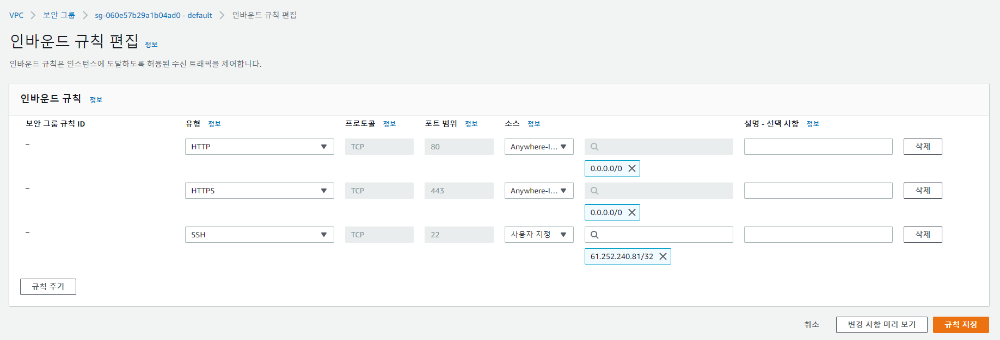 VPC > 보안 그룹 > sg-060e57b29a1b04ad0 - default > 인바운드 규칙 편집
인바운드 규칙 편집 정보
인바운드 규칙은 인스턴스에 도달하도록 허용된 수신 트래픽을 제어합니다.
인바운드 규칙 정보
보안 그룹 규칙 ID 유형 정보 프로토콜 정보 포트 범위 정보 소스 정보 설명 - 선택 사항 정보
– HTTP TCP 80 Anywhere-I... 삭제
0.0.0.0/0
– HTTPS TCP 443 Anywhere-I... 삭제
0.0.0.0/0
– SSH TCP 22 사용자 지정 삭제
61.252.240.81/32
규칙 추가
취소 변경 사항 미리 보기 규칙 저장